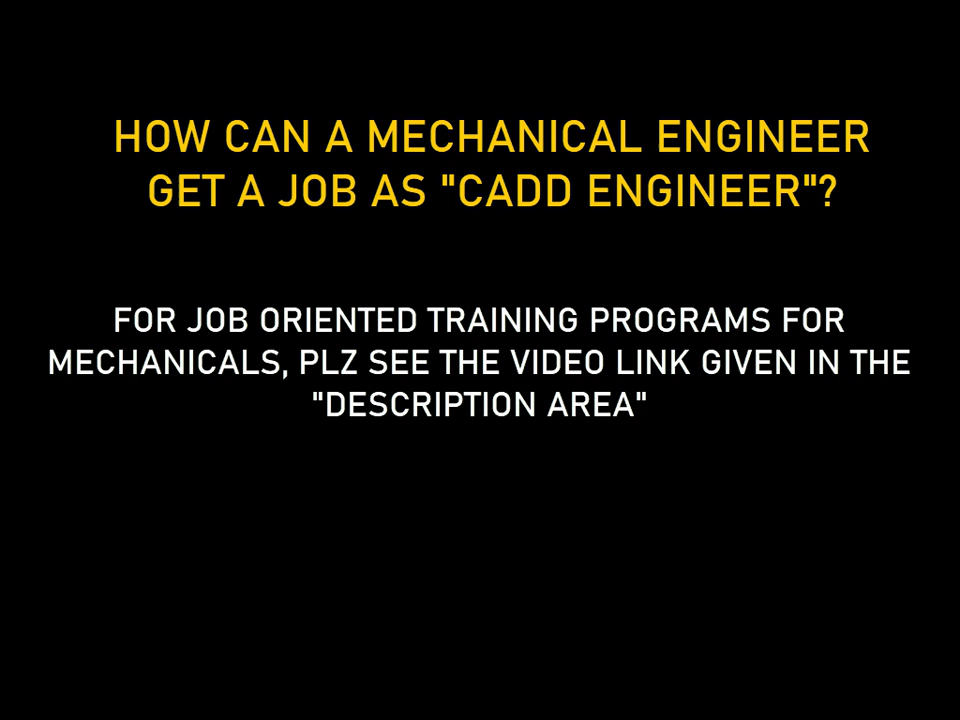 HOW CAN A MECHANICAL ENGINEER
GET A JOB AS "CADD ENGINEER"?
FOR JOB ORIENTED TRAINING PROGRAMS FOR
MECHANICALS, PLZ SEE THE VIDEO LINK GIVEN IN THE
"DESCRIPTION AREA"